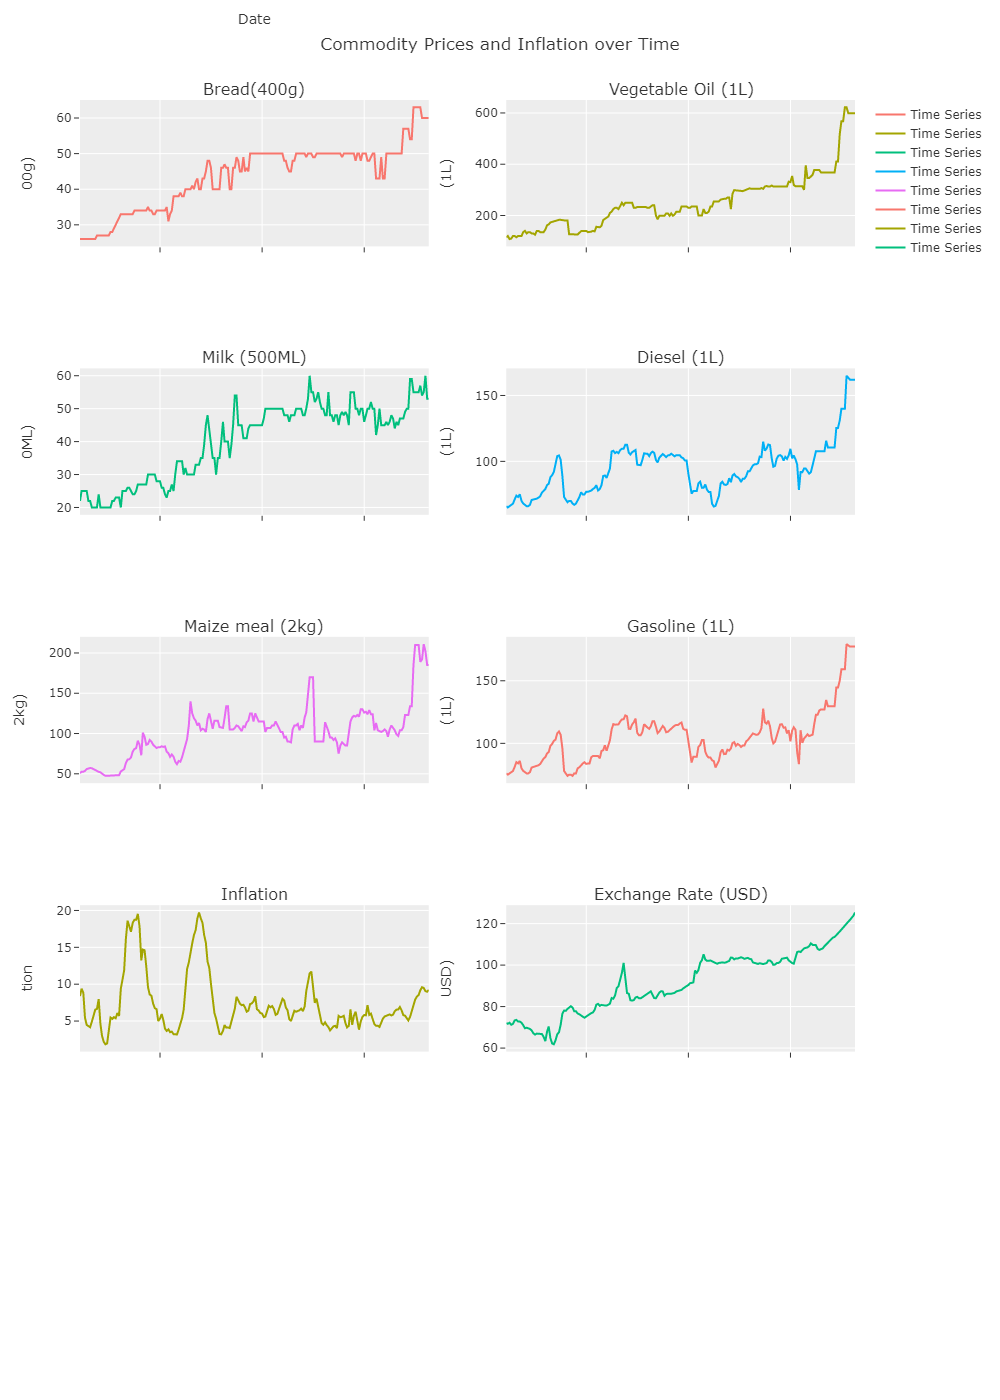 Date
Commodity Prices and Inflation over Time
Bread(400g)
60
50
40
30
00g)
Vegetable Oil (1L)
600
400
200
(1L)
Time Series
Time Series
Time Series
Time Series
Time Series
Time Series
Time Series
Time Series
Milk (500ML)
60
50
40
30
20
0ML)
Diesel (1L)
150
100
(1L)
Maize meal (2kg)
200
150
100
50
2kg)
Gasoline (1L)
150
100
(1L)
Inflation
20
15
10
5
tion
Exchange Rate (USD)
120
100
80
60
USD)